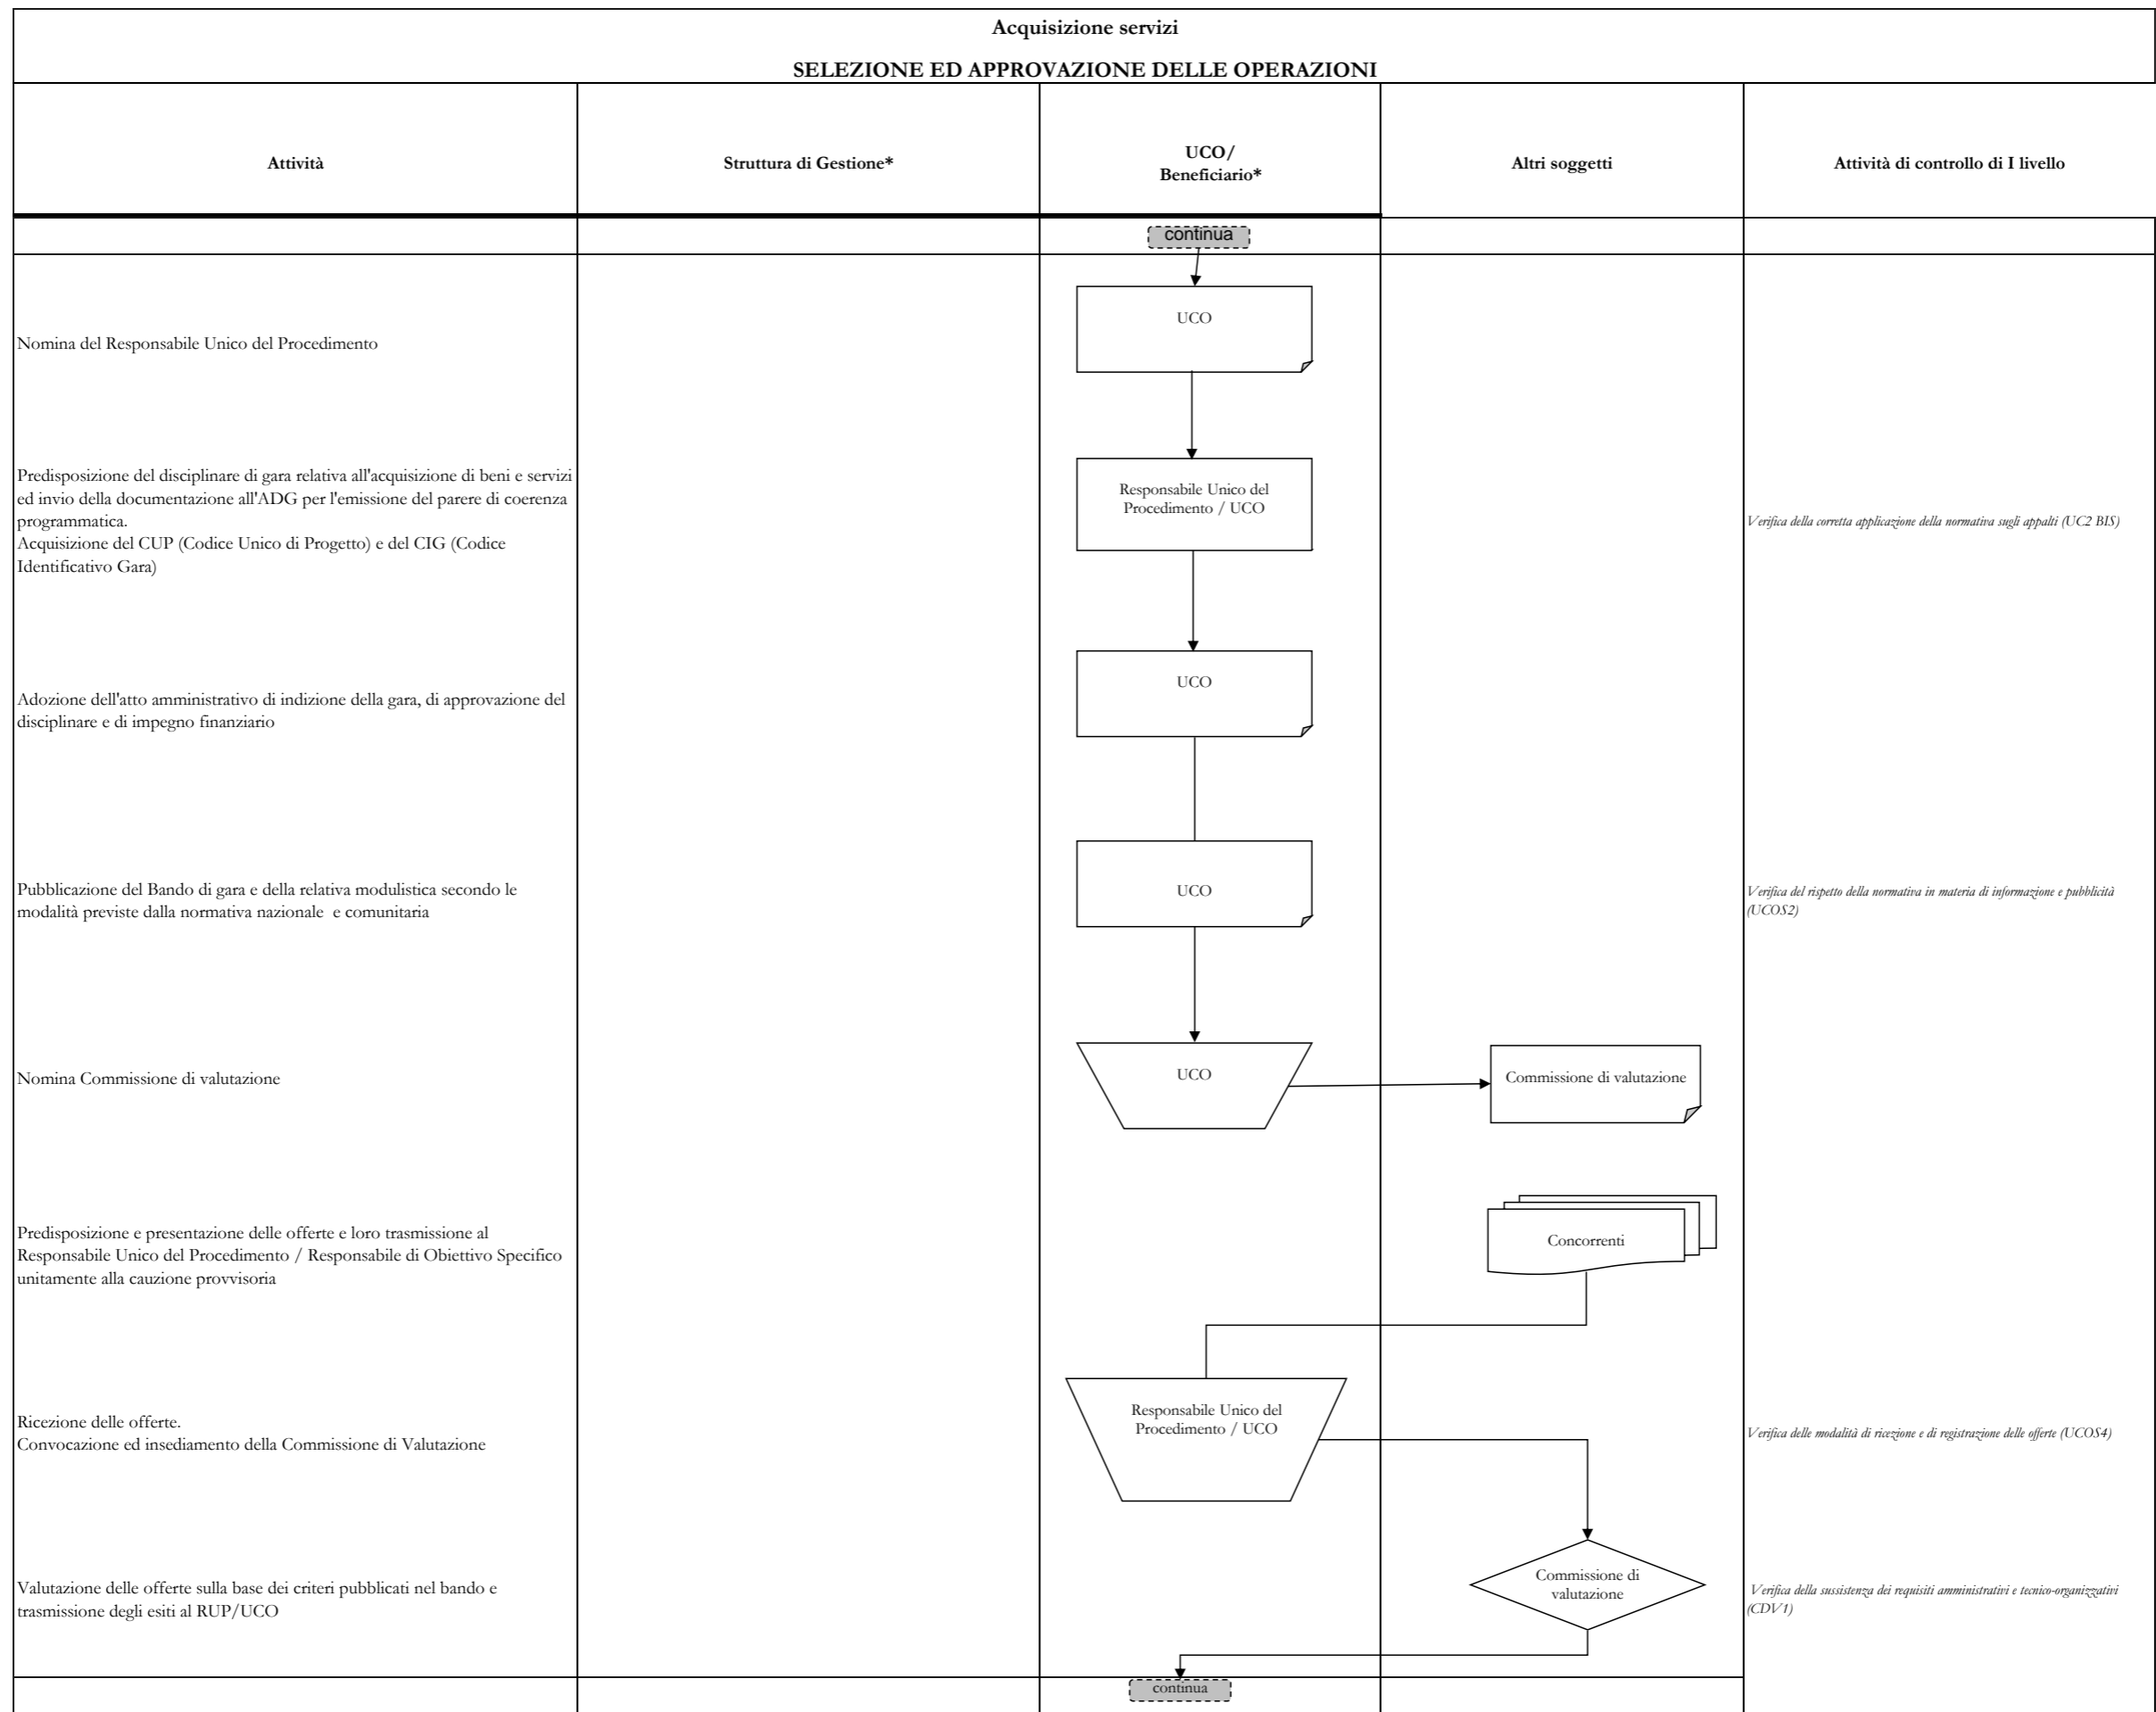 Acquisizione servizi
SELEZIONE ED APPROVAZIONE DELLE OPERAZIONI
Attività
Struttura di Gestione*
UCO/
Beneficiario*
Altri soggetti
Attività di controllo di I livello
continua
Nomina del Responsabile Unico del Procedimento
UCO
Predisposizione del disciplinare di gara relativa all'acquisizione di beni e servizi
ed invio della documentazione all'ADG per l'emissione del parere di coerenza
programmatica.
Acquisizione del CUP (Codice Unico di Progetto) e del CIG (Codice
Identificativo Gara)
Responsabile Unico del
Procedimento / UCO
Verifica della corretta applicazione della normativa sugli appalti (UC2 BIS)
Adozione dell'atto amministrativo di indizione della gara, di approvazione del
disciplinare e di impegno finanziario
UCO
Pubblicazione del Bando di gara e della relativa modulistica secondo le
modalità previste dalla normativa nazionale e comunitaria
UCO
Verifica del rispetto della normativa in materia di informazione e pubblicità
(UCOS2)
Nomina Commissione di valutazione
UCO
Commissione di valutazione
Predisposizione e presentazione delle offerte e loro trasmissione al
Responsabile Unico del Procedimento / Responsabile di Obiettivo Specifico
unitamente alla cauzione provvisoria
Concorrenti
Ricezione delle offerte.
Convocazione ed insediamento della Commissione di Valutazione
Responsabile Unico del
Procedimento / UCO
Verifica delle modalità di ricezione e di registrazione delle offerte (UCOS4)
Valutazione delle offerte sulla base dei criteri pubblicati nel bando e
trasmissione degli esiti al RUP/UCO
Commissione di
valutazione
Verifica della sussistenza dei requisiti amministrativi e tecnico-organizzativi
(CDV1)
continua